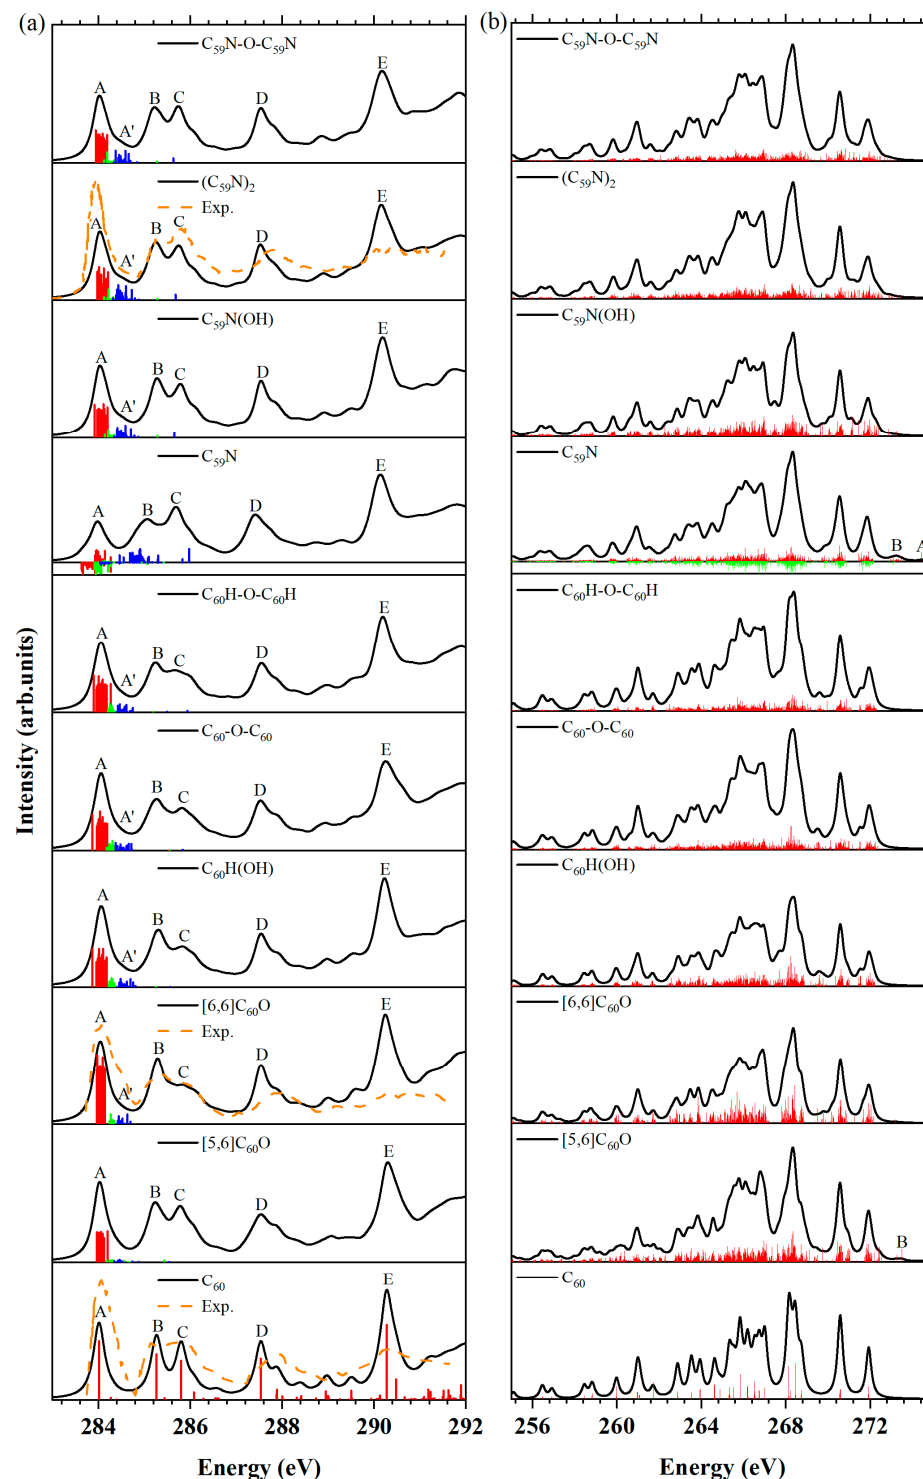 (a)
C59N-O-C59N
A
A'
B
C
D
E
(C59N)2
Exp.
A
A'
B
C
D
E
C59N(OH)
A
A'
B
C
D
E
C59N
A
B
C
D
E
C60H-O-C60H
A
A'
B
C
D
E
C60-O-C60
A
A'
B
C
D
E
C60H(OH)
A
A'
B
C
D
E
[6,6]C60O
Exp.
A
A'
B
C
D
E
[5,6]C60O
A
B
C
D
E
C60
Exp.
A
B
C
D
E
284 286 288 290 292
Energy (eV)
Intensity (arb.units)
(b)
C59N-O-C59N
(C59N)2
C59N(OH)
C59N
B
A
C60H-O-C60H
C60-O-C60
C60H(OH)
[6,6]C60O
[5,6]C60O
B
C60
256 260 264 268 272
Energy (eV)